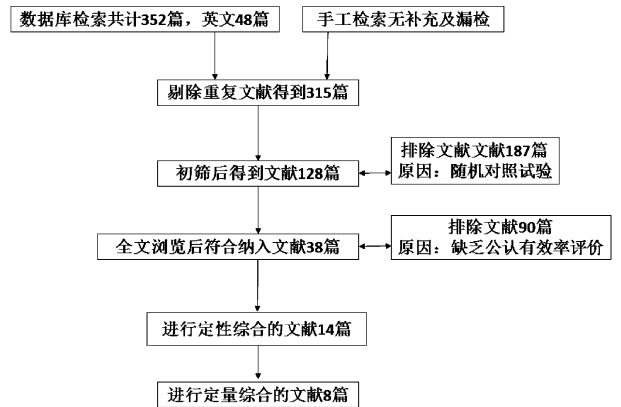 数据库检索共计352篇，英文48篇
手工检索无补充及漏检
剔除重复文献得到315篇
初筛后得到文献128篇
排除文献文献187篇
原因：随机对照试验
全文浏览后符合纳入文献38篇
排除文献90篇
原因：缺乏公认有效率评价
进行定性综合的文献14篇
进行定量综合的文献8篇